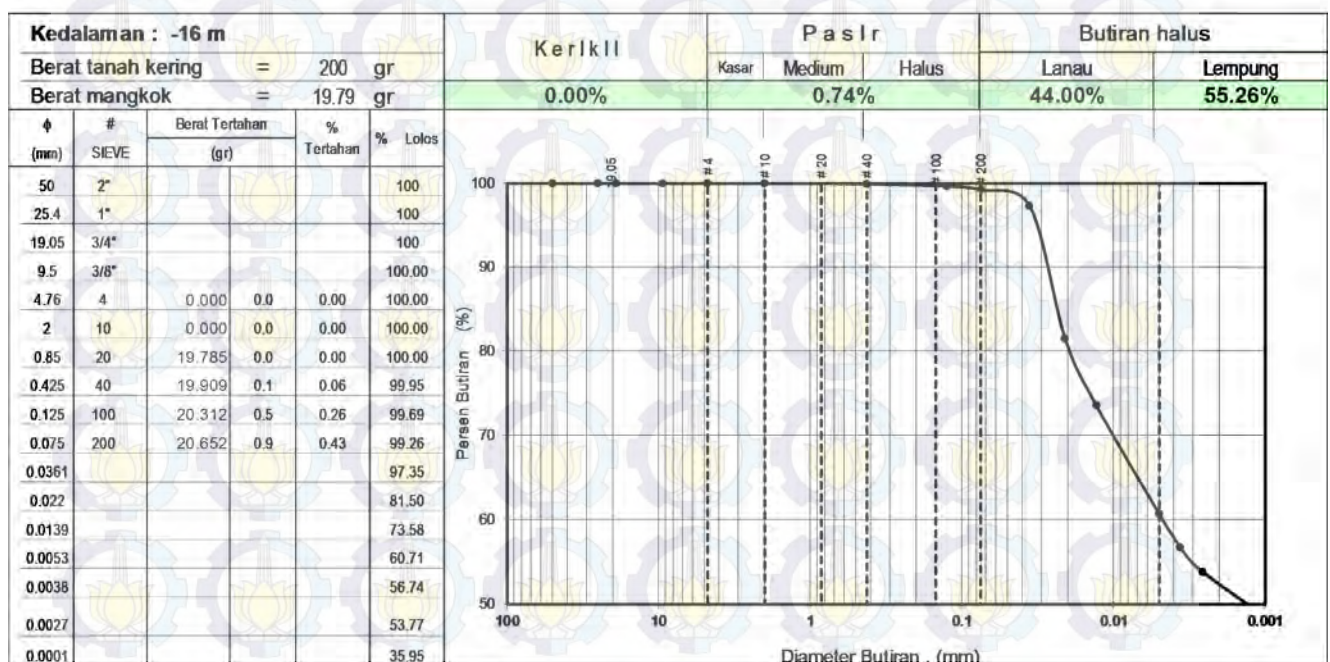 Kedalaman : -16 m
Kerikil
Pasir
Butiran halus
Berat tanah kering = 200 gr
Kasar Medium Halus Lanau Lempung
Berat mangkok = 19.79 gr
0.00% 0.74% 44.00% 55.26%
ϕ # Berat Tertahan % % Lolos
(mm) SIEVE (gr) Tertahan
50 2" 100
25.4 1" 100
19.05 3/4" 100
9.5 3/8" 100.00
4.76 4 0.000 0.0 0.00 100.00
2 10 0.000 0.0 0.00 100.00
0.85 20 19.785 0.0 0.00 100.00
0.425 40 19.909 0.1 0.06 99.95
0.125 100 20.312 0.5 0.26 99.69
0.075 200 20.652 0.9 0.43 99.26
0.0361 97.35
0.022 81.50
0.0139 73.58
0.0053 60.71
0.0038 56.74
0.0027 53.77
0.0001 35.95
19.05 # 4 # 10 # 20 # 40 # 100 # 200
Persen Butiran (%)
100
90
80
70
60
50
100 10 1 0.1 0.01 0.001
Diameter Butiran , (mm)